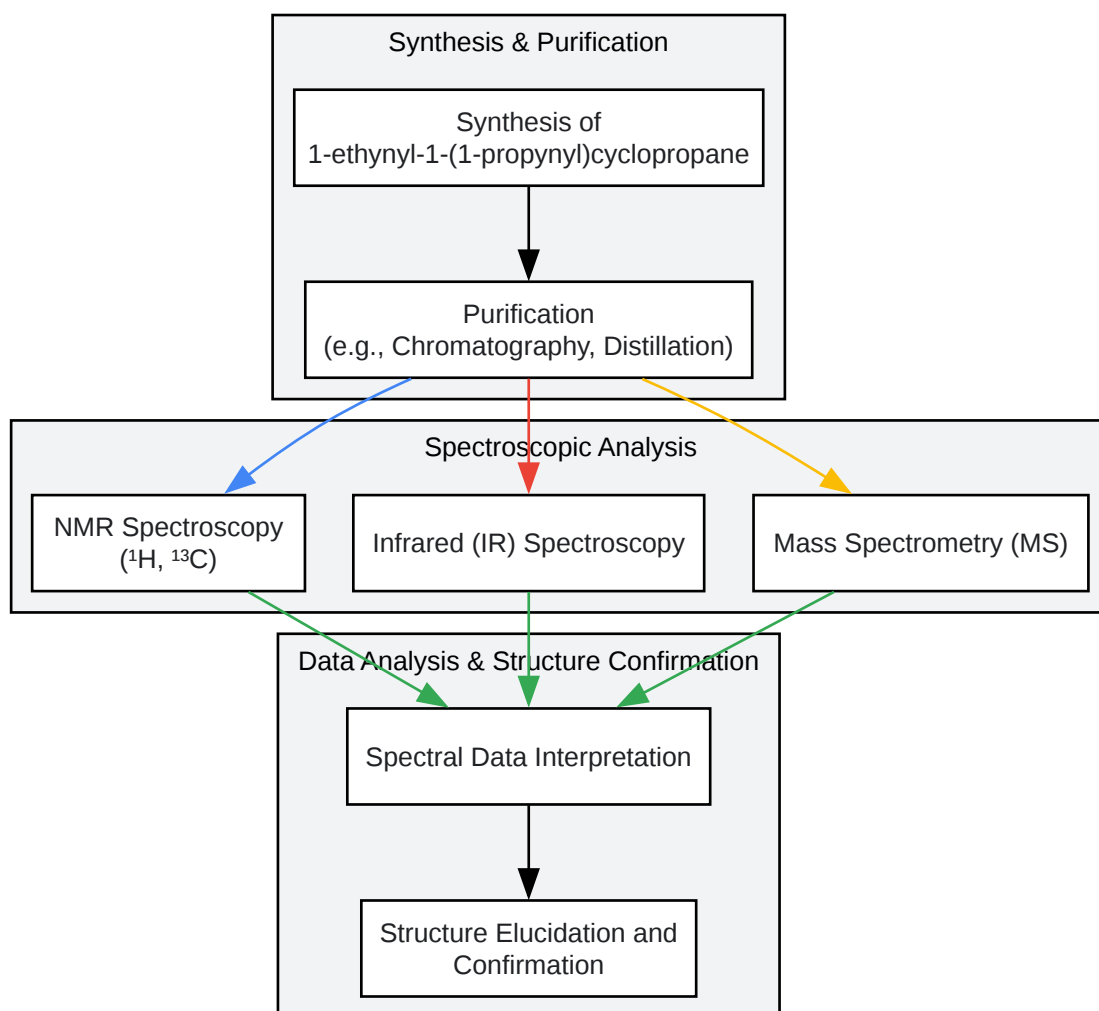 Synthesis & Purification
Synthesis of
1-ethynyl-1-(1-propynyl)cyclopropane
Purification
(e.g., Chromatography, Distillation)
Spectroscopic Analysis
NMR Spectroscopy
(¹H, ¹³C)
Infrared (IR) Spectroscopy
Mass Spectrometry (MS)
Data Analysis & Structure Confirmation
Spectral Data Interpretation
Structure Elucidation and
Confirmation